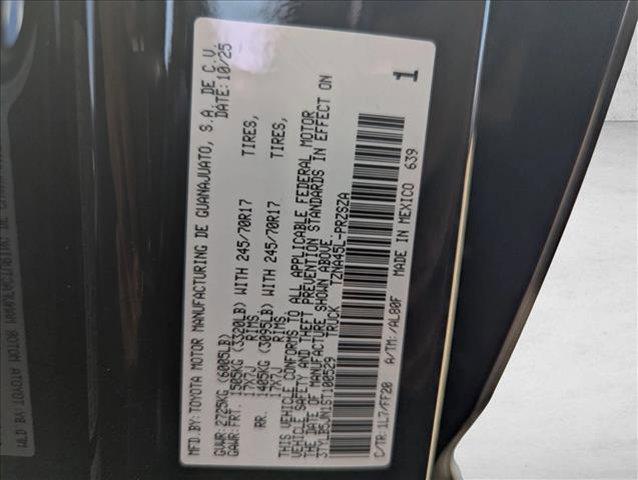 MFD.BY:TOYOTA MOTOR MANUFACTURING DE GUANAJUATO, S.A.DE C.V.
DATE:10/25
GVWR:2725KG (6005LB)
GAWR:FRT. 1505KG (3320LB) WITH 245/70R17 TIRES,
17X7J RIMS,
RR. 1405KG (3095LB) WITH 245/70R17 TIRES,
17X7J RIMS
THIS VEHICLE CONFORMS TO ALL APPLICABLE FEDERAL MOTOR
VEHICLE SAFETY AND THEFT PREVENTION STANDARDS IN EFFECT ON
THE DATE OF MANUFACTURE SHOWN ABOVE.
3TYLB5JN1ST100529 TRUCK TZNA45L-PRZSZA
C/TR:1L7/FF20 A/TM:/AL80F MADE IN MEXICO 639
1